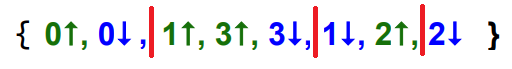 { 0↑, 0↓, | 1↑, 3↑, 3↓, | 1↓, 2↑, | 2↓ }